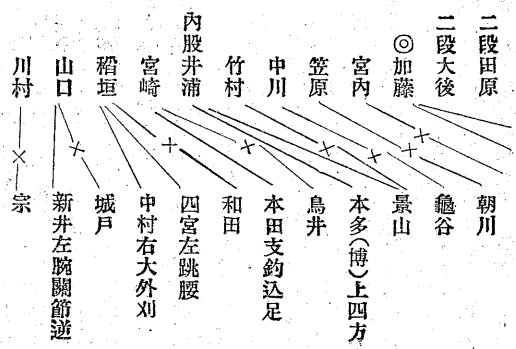 二段田原
二段大後
◎加藤
宮内
笠原
中川
竹村
內股井浦
宮崎
稻垣
山口
川村
朝川
龜谷
景山
本多(博)上四方
鳥井
本田支釣込足
和田
四宮左跳腰
中村右大外刈
城戶
新井左腕關節逆
宗